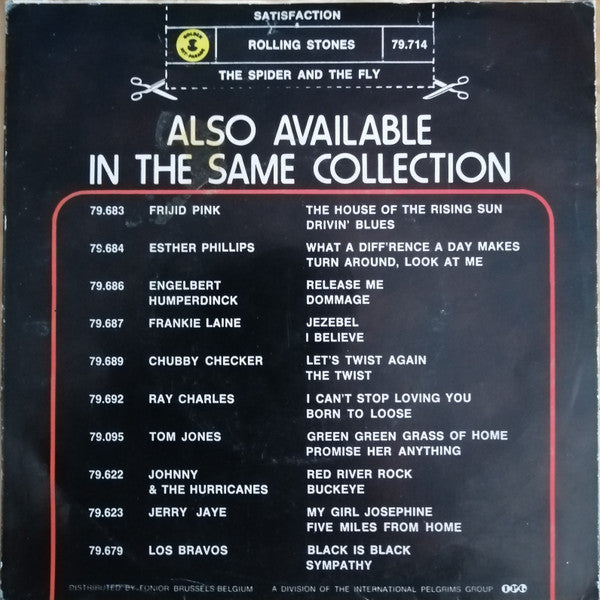 SATISFACTION
GOLDEN HIT PARADE
ROLLING STONES 79.714
THE SPIDER AND THE FLY
ALSO AVAILABLE
IN THE SAME COLLECTION
79.683 FRIJID PINK THE HOUSE OF THE RISING SUN
DRIVIN' BLUES
79.684 ESTHER PHILLIPS WHAT A DIFF'RENCE A DAY MAKES
TURN AROUND, LOOK AT ME
79.686 ENGELBERT RELEASE ME
HUMPERDINCK DOMMAGE
79.687 FRANKIE LAINE JEZEBEL
I BELIEVE
79.689 CHUBBY CHECKER LET'S TWIST AGAIN
THE TWIST
79.692 RAY CHARLES I CAN'T STOP LOVING YOU
BORN TO LOOSE
79.095 TOM JONES GREEN GREEN GRASS OF HOME
PROMISE HER ANYTHING
79.622 JOHNNY RED RIVER ROCK
& THE HURRICANES BUCKEYE
79.623 JERRY JAYE MY GIRL JOSEPHINE
FIVE MILES FROM HOME
79.679 LOS BRAVOS BLACK IS BLACK
SYMPATHY
DISTRIBUTED BY FONIOR BRUSSELS BELGIUM A DIVISION OF THE INTERNATIONAL PELGRIMS GROUP IPG